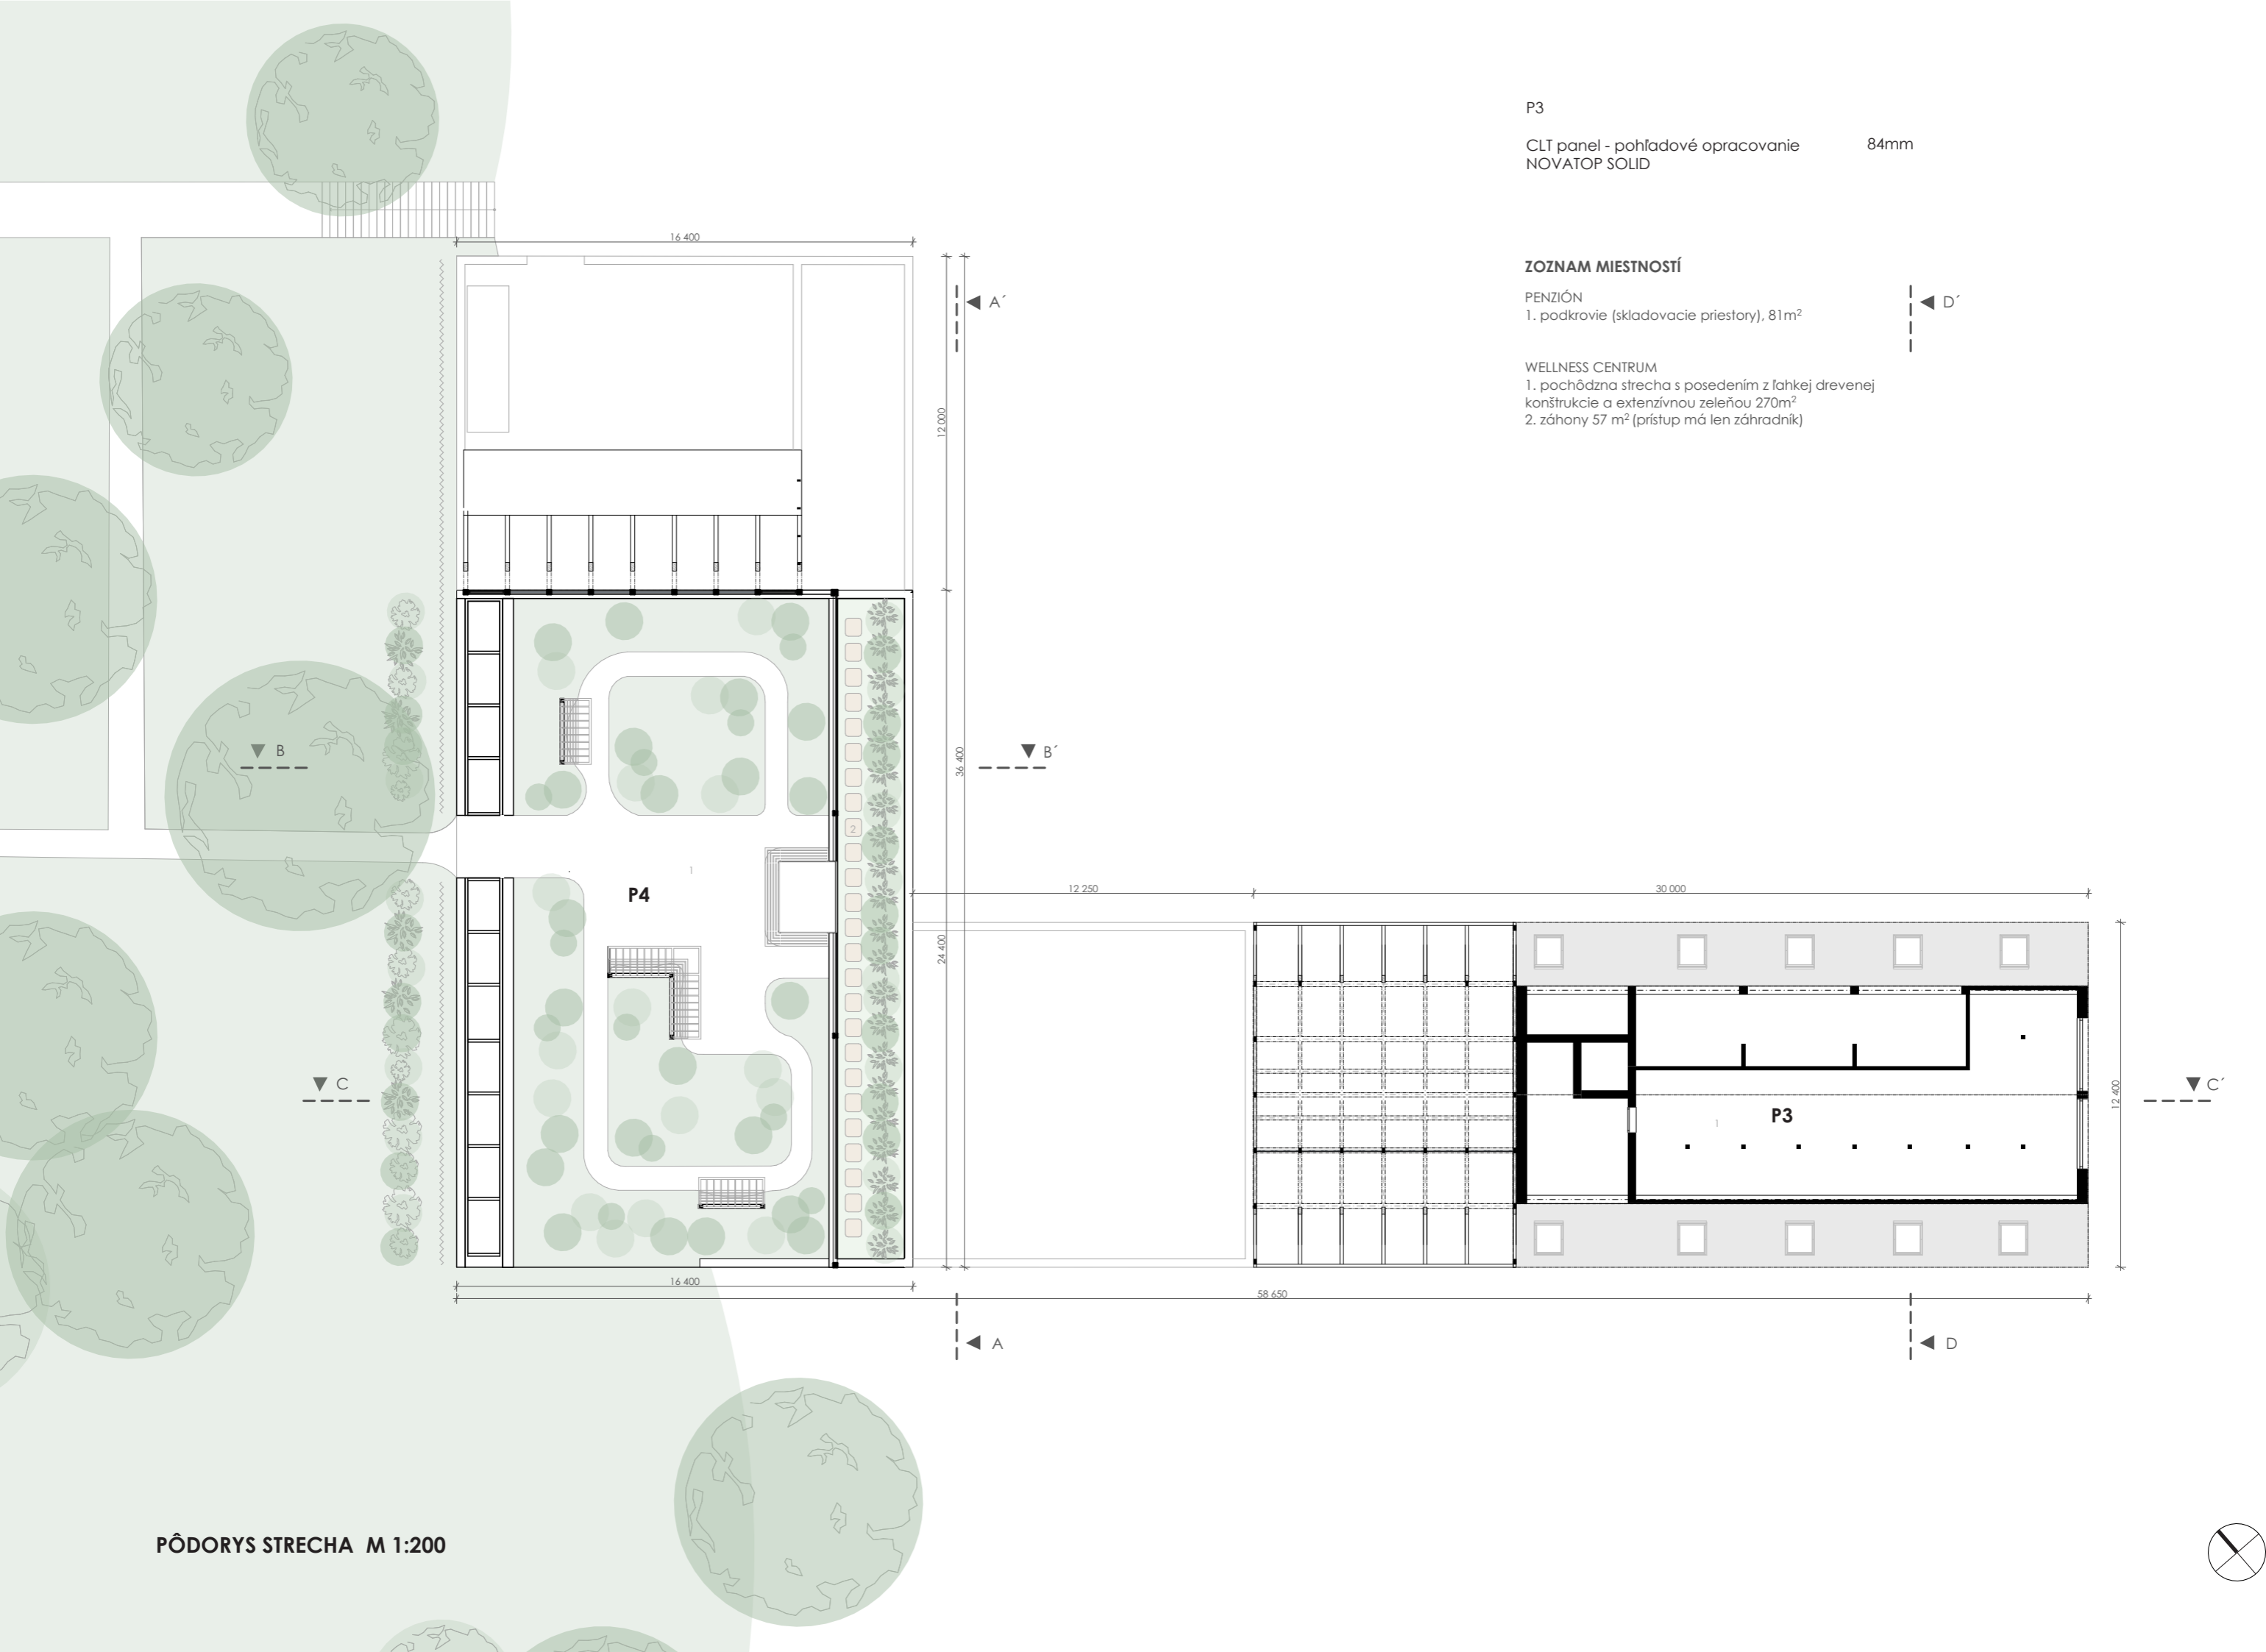 P3
CLT panel - pohľadové opracovanie 84mm
NOVATOP SOLID
16 400
ZOZNAM MIESTNOSTÍ
PENZIÓN
1. podkrovie (skladovacie priestory), 81m²
A´
D´
WELLNESS CENTRUM
1. pochôdzna strecha s posedením z ľahkej drevenej
konštrukcie a extenzívnou zeleňou 270m²
2. záhony 57 m² (prístup má len záhradník)
12 000
B
B´
36 400
2
1
P4
12 250
30 000
24 400
C
C´
12 400
P3
1
16 400
58 650
A
D
PÔDORYS STRECHA M 1:200